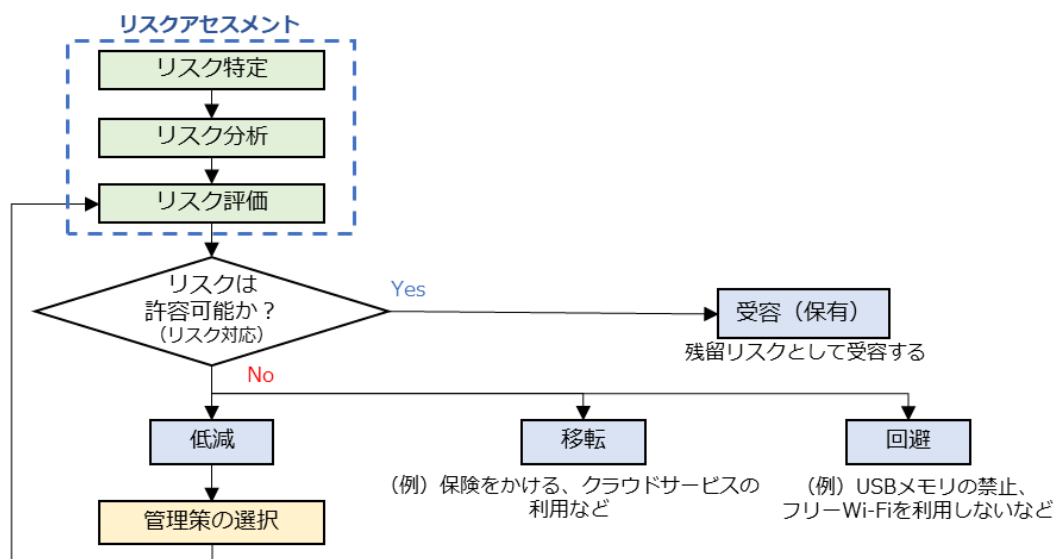 リスクアセスメント
リスク特定
リスク分析
リスク評価
リスクは
許容可能か？
（リスク対応）
Yes
受容（保有）
残留リスクとして受容する
No
低減
移転
回避
（例）保険をかける、クラウドサービスの
利用など
（例）USBメモリの禁止、
フリーWi-Fiを利用しないなど
管理策の選択